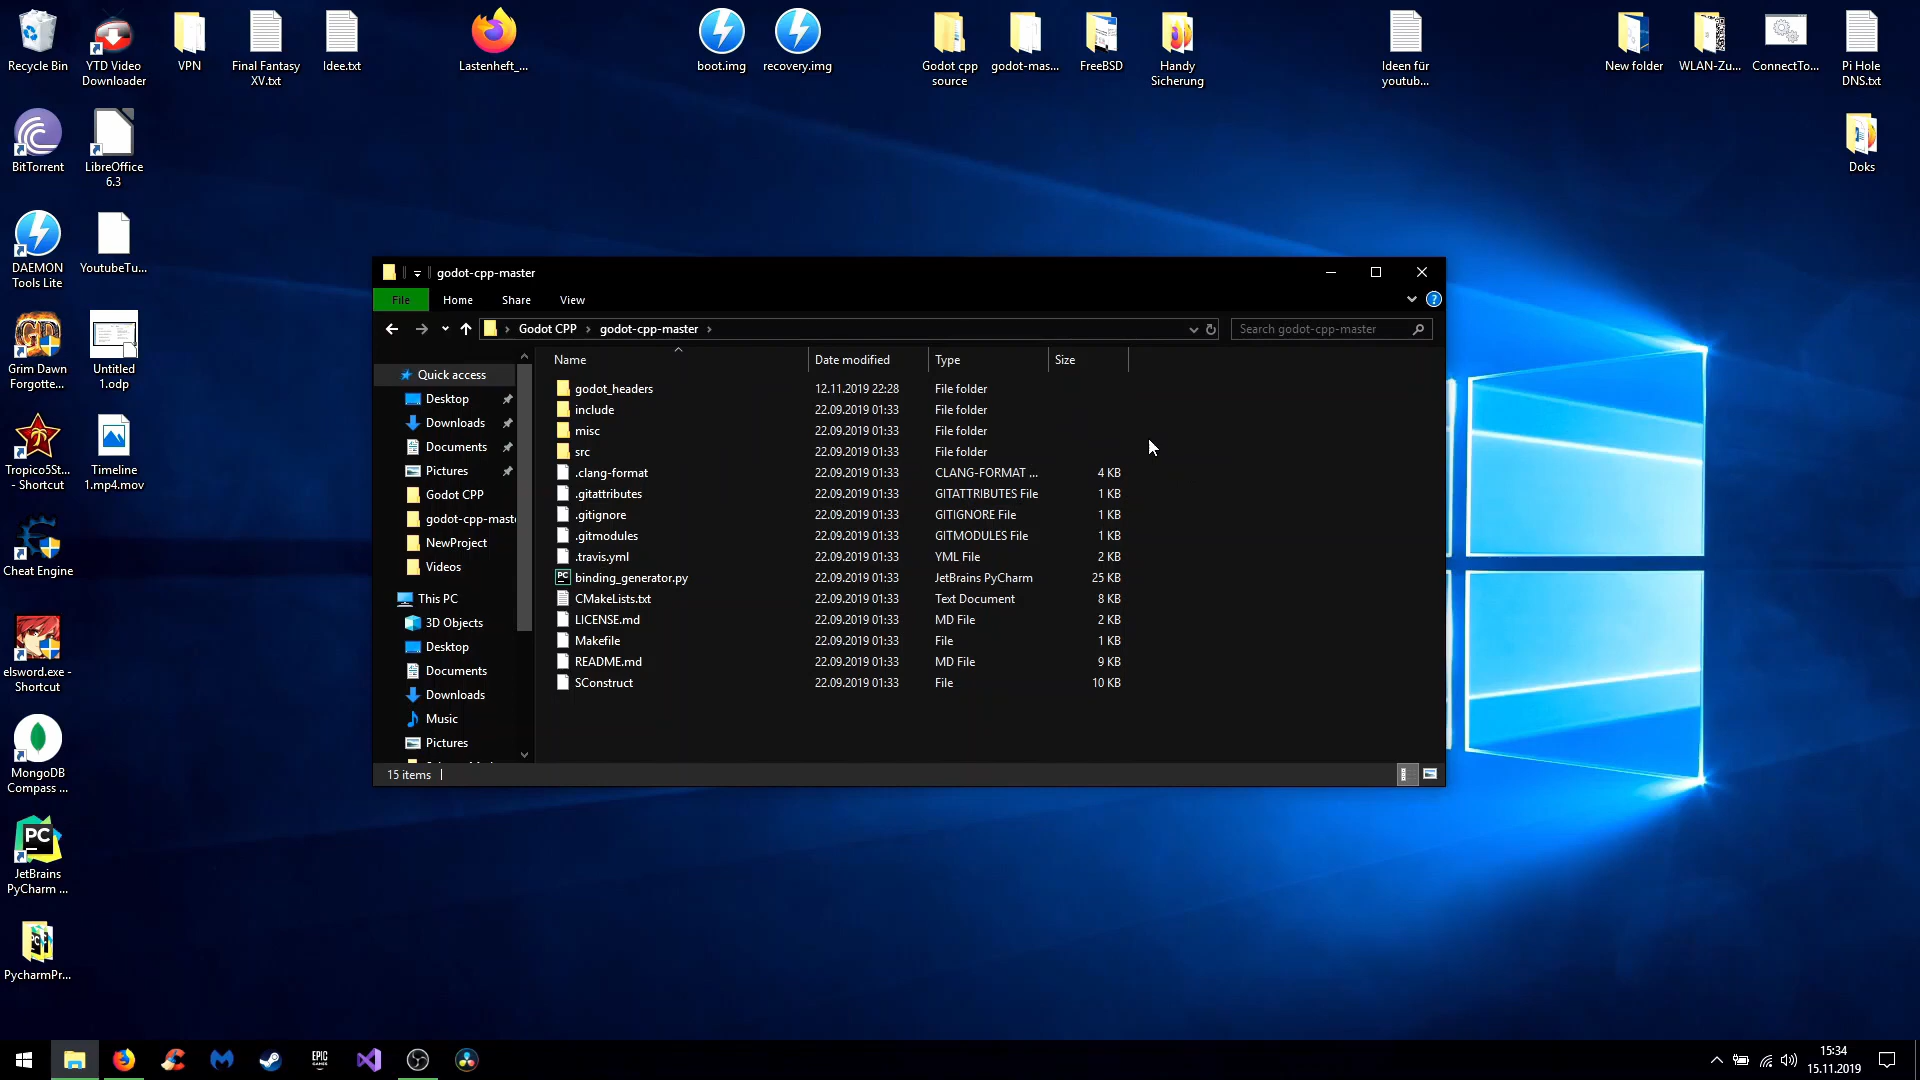 Recycle Bin
YTD Video
Downloader
VPN
Final Fantasy
XV.txt
Idee.txt
Lastenheft_...
boot.img
recovery.img
Godot cpp
source
godot-mas...
FreeBSD
Handy
Sicherung
Ideen für
youtub...
New folder
WLAN-Zu...
ConnectTo...
Pi Hole
DNS.txt
BitTorrent
LibreOffice
6.3
Doks
DAEMON
Tools Lite
YoutubeTu...
Grim Dawn
Forgotte...
Untitled
1.odp
Tropico5St...
- Shortcut
Timeline
1.mp4.mov
Cheat Engine
elsword.exe -
Shortcut
MongoDB
Compass ...
JetBrains
PyCharm ...
PycharmPr...
godot-cpp-master
File Home Share View
Godot CPP › godot-cpp-master ›
Search godot-cpp-master
Quick access
Desktop
Downloads
Documents
Pictures
Godot CPP
godot-cpp-mast
NewProject
Videos
This PC
3D Objects
Desktop
Documents
Downloads
Music
Pictures
Name Date modified Type Size
godot_headers 12.11.2019 22:28 File folder
include 22.09.2019 01:33 File folder
misc 22.09.2019 01:33 File folder
src 22.09.2019 01:33 File folder
.clang-format 22.09.2019 01:33 CLANG-FORMAT ... 4 KB
.gitattributes 22.09.2019 01:33 GITATTRIBUTES File 1 KB
.gitignore 22.09.2019 01:33 GITIGNORE File 1 KB
.gitmodules 22.09.2019 01:33 GITMODULES File 1 KB
.travis.yml 22.09.2019 01:33 YML File 2 KB
binding_generator.py 22.09.2019 01:33 JetBrains PyCharm 25 KB
CMakeLists.txt 22.09.2019 01:33 Text Document 8 KB
LICENSE.md 22.09.2019 01:33 MD File 2 KB
Makefile 22.09.2019 01:33 File 1 KB
README.md 22.09.2019 01:33 MD File 9 KB
SConstruct 22.09.2019 01:33 File 10 KB
15 items
EPIC
GAMES
15:34
15.11.2019